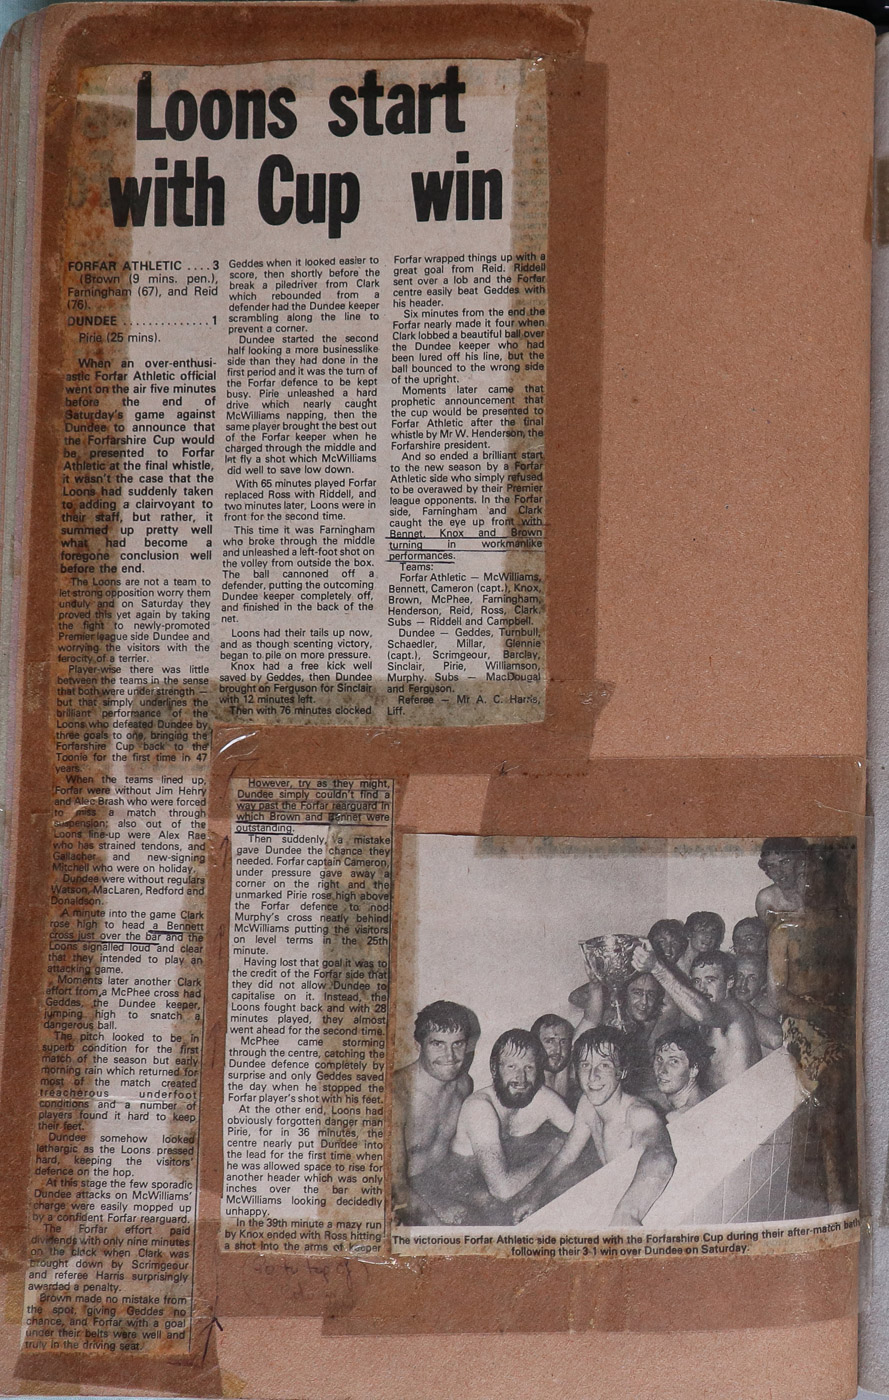 Loons start
with Cup win
FORFAR ATHLETIC .... 3
(Brown (9 mins. pen.),
Farningham (67), and Reid
(76).
DUNDEE ............. 1
Pirie (25 mins).
When an over-enthusi-
astic Forfar Athletic official
went on the air five minutes
before the end of
Saturday's game against
Dundee to announce that
the Forfarshire Cup would
be presented to Forfar
Athletic at the final whistle,
it wasn't the case that the
Loons had suddenly taken
to adding a clairvoyant to
their staff, but rather, it
summed up pretty well
what had become a
foregone conclusion well
before the end.
The Loons are not a team to
let strong opposition worry them
unduly and on Saturday they
proved this yet again by taking
the fight to newly-promoted
Premier league side Dundee and
worrying the visitors with the
ferocity of a terrier.
Player-wise there was little
between the teams in the sense
that both were under strength —
but that simply underlines the
brilliant performance of the
Loons who defeated Dundee by
three goals to one, bringing the
Forfarshire Cup back to the
Toonie for the first time in 47
years.
When the teams lined up,
Forfar were without Jim Henry
and Alec Brash who were forced
to miss a match through
suspension; also out of the
Loons line-up were Alex Rae
who has strained tendons, and
Gallacher and new-signing
Mitchell who were on holiday.
Dundee were without regulars
Watson, MacLaren, Redford and
Donaldson.
A minute into the game Clark
rose high to head a Bennett
cross just over the bar and the
Loons signalled loud and clear
that they intended to play an
attacking game.
Moments later another Clark
effort from a McPhee cross had
Geddes, the Dundee keeper,
jumping high to snatch a
dangerous ball.
The pitch looked to be in
superb condition for the first
match of the season but early
morning rain which returned for
most of the match created
treacherous underfoot
conditions and a number of
players found it hard to keep
their feet.
Dundee somehow looked
lethargic as the Loons pressed
hard, keeping the visitors'
defence on the hop.
At this stage the few sporadic
Dundee attacks on McWilliams'
charge were easily mopped up
by a confident Forfar rearguard.
The Forfar effort paid
dividends with only nine minutes
on the clock when Clark was
brought down by Scrimgeour
and referee Harris surprisingly
awarded a penalty.
Brown made no mistake from
the spot, giving Geddes no
chance, and Forfar with a goal
under their belts were well and
truly in the driving seat.
However, try as they might,
Dundee simply couldn't find a
way past the Forfar rearguard in
which Brown and Bennet were
outstanding.
Then suddenly, a mistake
gave Dundee the chance they
needed. Forfar captain Cameron,
under pressure gave away a
corner on the right and the
unmarked Pirie rose high above
the Forfar defence to nod
Murphy's cross neatly behind
McWilliams putting the visitors
on level terms in the 25th
minute.
Having lost that goal it was to
the credit of the Forfar side that
they did not allow Dundee to
capitalise on it. Instead, the
Loons fought back and with 28
minutes played, they almost
went ahead for the second time.
McPhee came storming
through the centre, catching the
Dundee defence completely by
surprise and only Geddes saved
the day when he stopped the
Forfar player's shot with his feet.
At the other end, Loons had
obviously forgotten danger man
Pirie, for in 36 minutes, the
centre nearly put Dundee into
the lead for the first time when
he was allowed space to rise for
another header which was only
inches over the bar with
McWilliams looking decidedly
unhappy.
In the 39th minute a mazy run
by Knox ended with Ross hitting
a shot into the arms of keeper
Geddes when it looked easier to
score, then shortly before the
break a piledriver from Clark
which rebounded from a
defender had the Dundee keeper
scrambling along the line to
prevent a corner.
Dundee started the second
half looking a more businesslike
side than they had done in the
first period and it was the turn of
the Forfar defence to be kept
busy. Pirie unleashed a hard
drive which nearly caught
McWilliams napping, then the
same player brought the best out
of the Forfar keeper when he
charged through the middle and
let fly a shot which McWilliams
did well to save low down.
With 65 minutes played Forfar
replaced Ross with Riddell, and
two minutes later, Loons were in
front for the second time.
This time it was Farningham
who broke through the middle
and unleashed a left-foot shot on
the volley from outside the box.
The ball cannoned off a
defender, putting the outcoming
Dundee keeper completely off,
and finished in the back of the
net.
Loons had their tails up now,
and as though scenting victory,
began to pile on more pressure.
Knox had a free kick well
saved by Geddes, then Dundee
brought on Ferguson for Sinclair
with 12 minutes left.
Then with 76 minutes clocked
Forfar wrapped things up with a
great goal from Reid. Riddell
sent over a lob and the Forfar
centre easily beat Geddes with
his header.
Six minutes from the end the
Forfar nearly made it four when
Clark lobbed a beautiful ball over
the Dundee keeper who had
been lured off his line, but the
ball bounced to the wrong side
of the upright.
Moments later came that
prophetic announcement that
the cup would be presented to
Forfar Athletic after the final
whistle by Mr W. Henderson, the
Forfarshire president.
And so ended a brilliant start
to the new season by a Forfar
Athletic side who simply refused
to be overawed by their Premier
league opponents. In the Forfar
side, Farningham and Clark
caught the eye up front with
Bennet, Knox and Brown
turning in workmanlike
performances.
Teams:
Forfar Athletic — McWilliams,
Bennett, Cameron (capt.), Knox,
Brown, McPhee, Farningham,
Henderson, Reid, Ross, Clark.
Subs — Riddell and Campbell.
Dundee — Geddes, Turnbull,
Schaedler, Millar, Glennie
(capt.), Scrimgeour, Barclay,
Sinclair, Pirie, Williamson,
Murphy. Subs — MacDougal
and Ferguson.
Referee — Mr A. C. Harris,
Liff.
The victorious Forfar Athletic side pictured with the Forfarshire Cup during their after-match bath
following their 3-1 win over Dundee on Saturday.